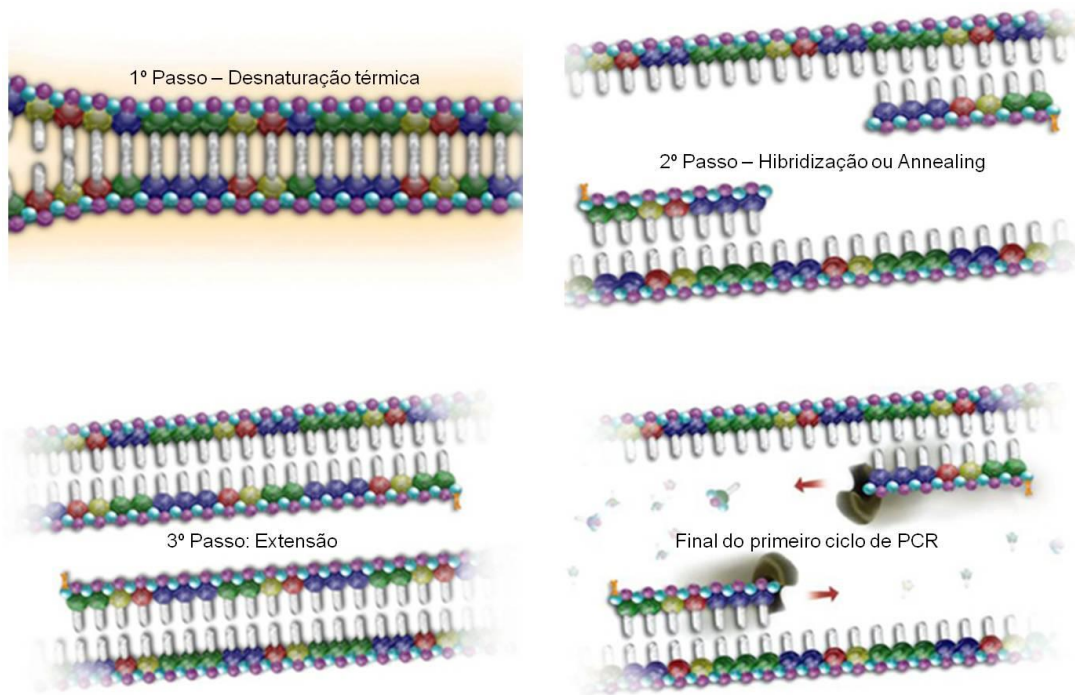 1º Passo – Desnaturação térmica
2º Passo – Hibridização ou Annealing
3º Passo: Extensão
Final do primeiro ciclo de PCR